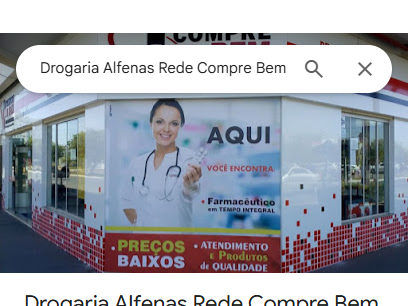 COMPRE
BEM
Drogaria Alfenas Rede Compre Bem
AQUI
VOCÊ ENCONTRA
• Farmacêutico
em TEMPO INTEGRAL
• PREÇOS
BAIXOS
• ATENDIMENTO
e PRODUTOS
de QUALIDADE
Drogaria Alfenas Rede Compre Bem